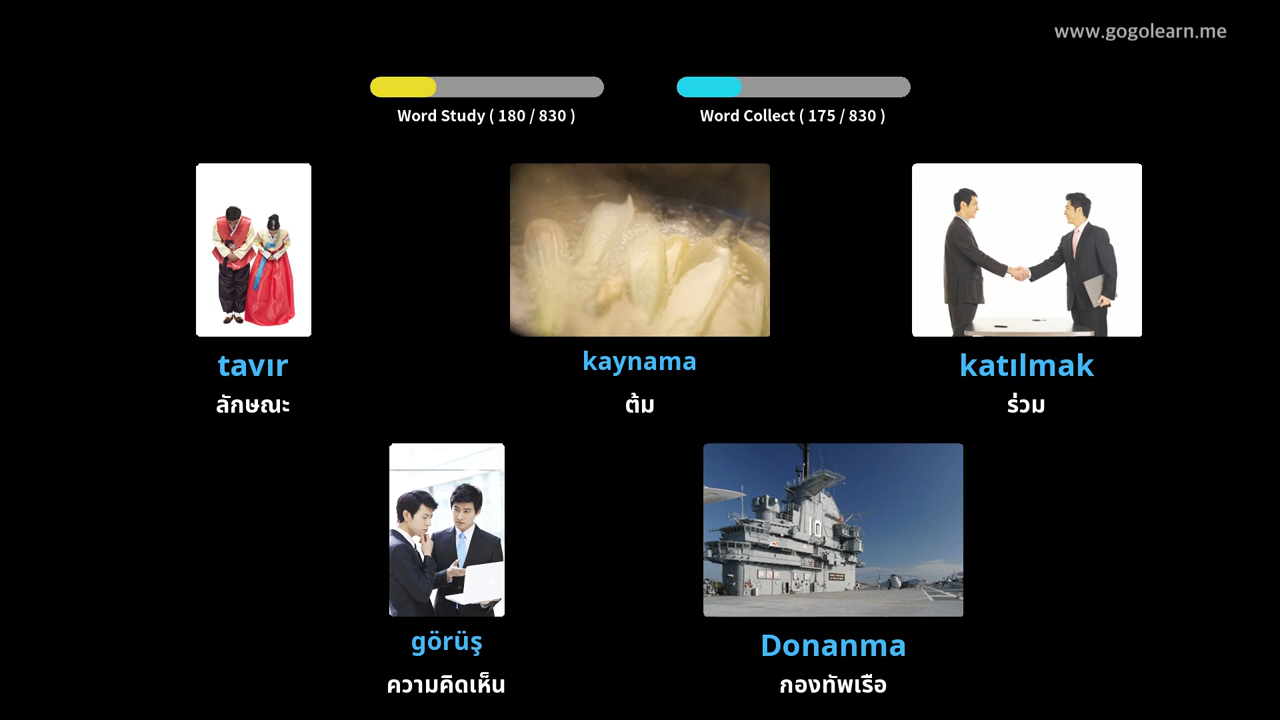 www.gogolearn.me
Word Study ( 180 / 830 )
Word Collect ( 175 / 830 )
tavır
kaynama
katılmak
ลักษณะ
ต้ม
ร่วม
10
görüş
Donanma
ความคิดเห็น
กองทัพเรือ